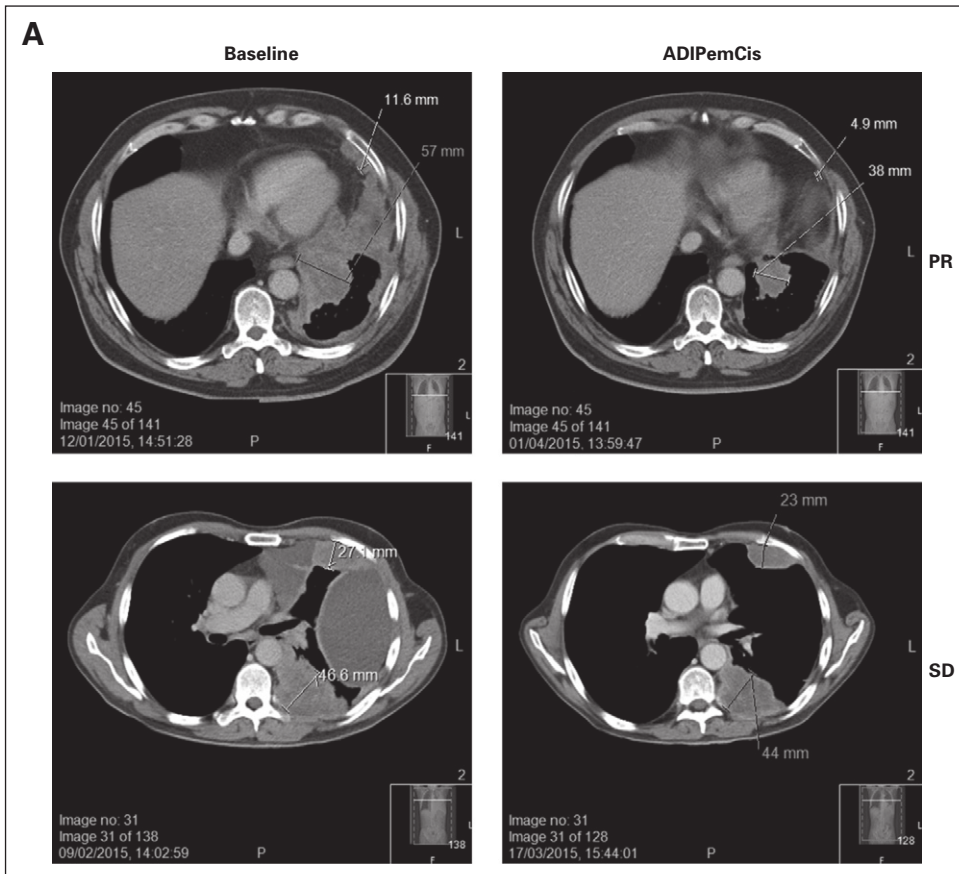 A
Baseline
ADIPemCis
11.6 mm
57 mm
L
2
Image no: 45
Image 45 of 141
12/01/2015, 14:51:28
P
L
141
F
4.9 mm
38 mm
L
PR
2
Image no: 45
Image 45 of 141
01/04/2015, 13:59:47
P
L
141
F
27.1 mm
46.6 mm
L
2
Image no: 31
Image 31 of 138
09/02/2015, 14:02:59
P
L
138
F
23 mm
44 mm
L
SD
2
Image no: 31
Image 31 of 128
17/03/2015, 15:44:01
P
L
128
F